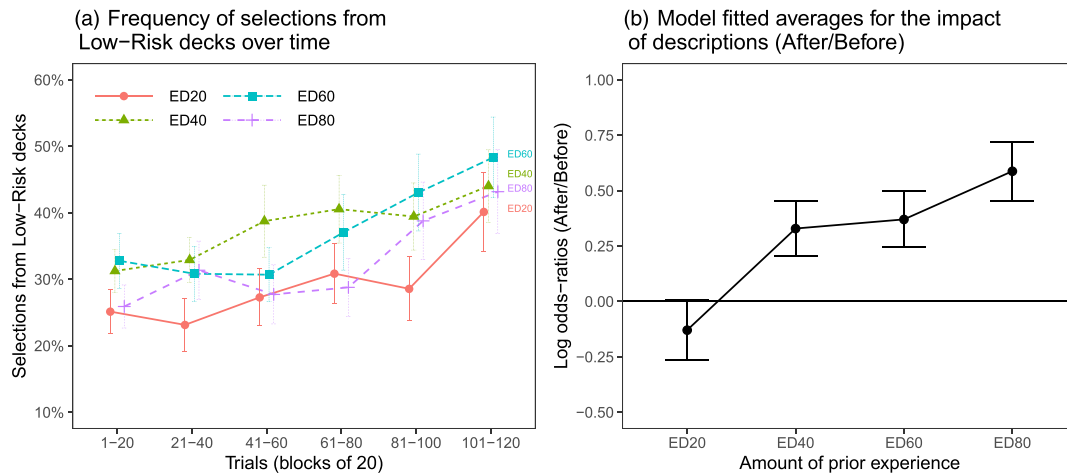 (a) Frequency of selections from
Low−Risk decks over time
Selections from Low−Risk decks
60%
50%
40%
30%
20%
10%
ED20
ED60
ED40
ED80
ED60
ED40
ED80
ED20
1−20
21−40
41−60
61−80
81−100
101−120
Trials (blocks of 20)
(b) Model fitted averages for the impact
of descriptions (After/Before)
Log odds−ratios (After/Before)
1.00
0.75
0.50
0.25
0.00
−0.25
−0.50
ED20
ED40
ED60
ED80
Amount of prior experience